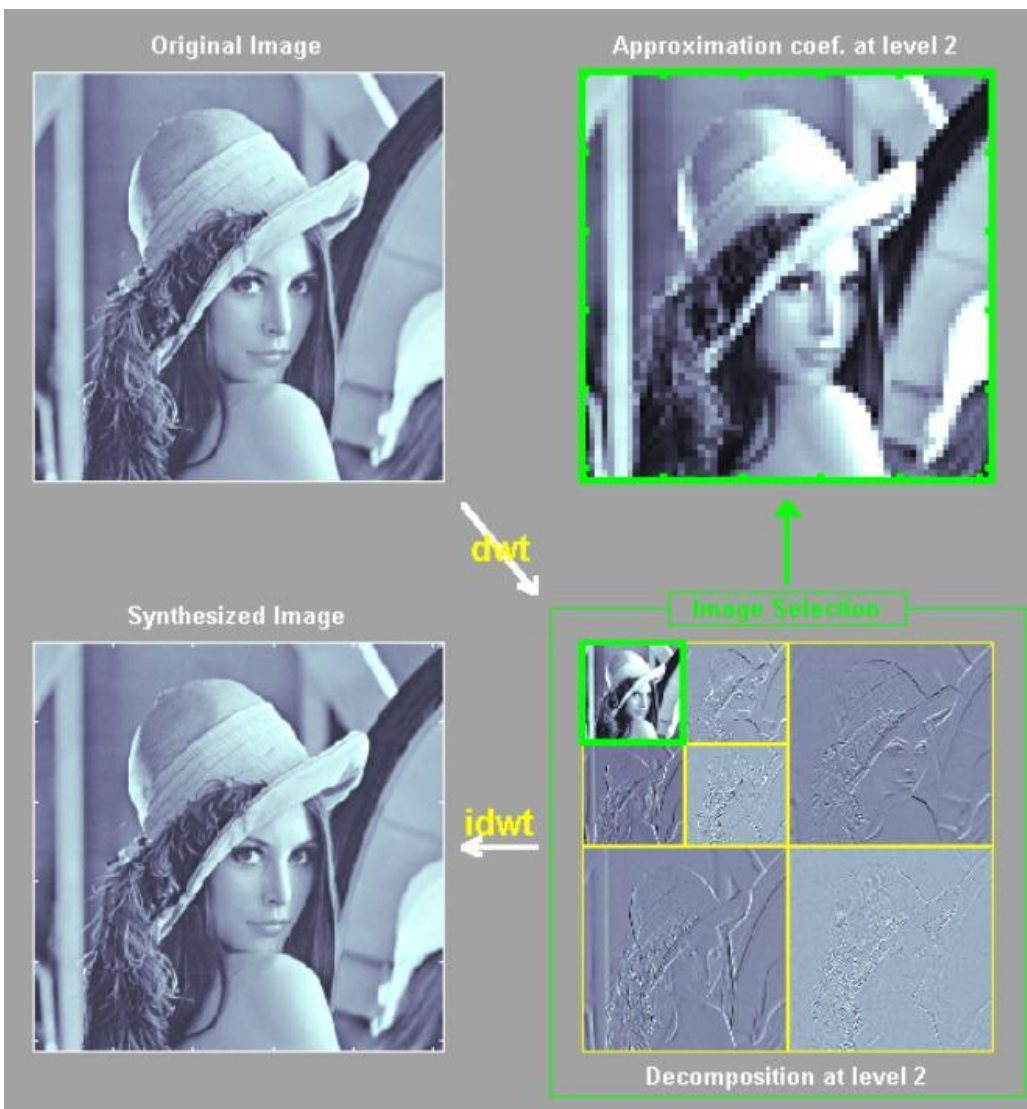 Original Image
Approximation coef. at level 2
dwt
Synthesized Image
Image Selection
idwt
Decomposition at level 2